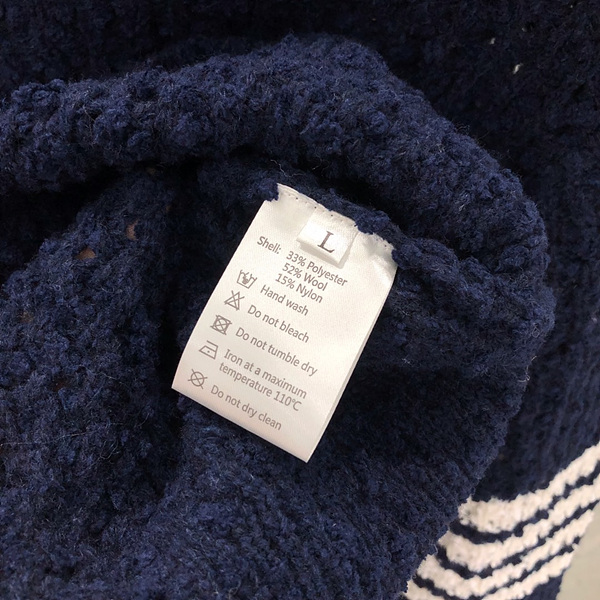 L
Shell: 33% Polyester
52% Wool
15% Nylon
Hand wash
Do not bleach
Do not tumble dry
Iron at a maximum
temperature 110℃
Do not dry clean